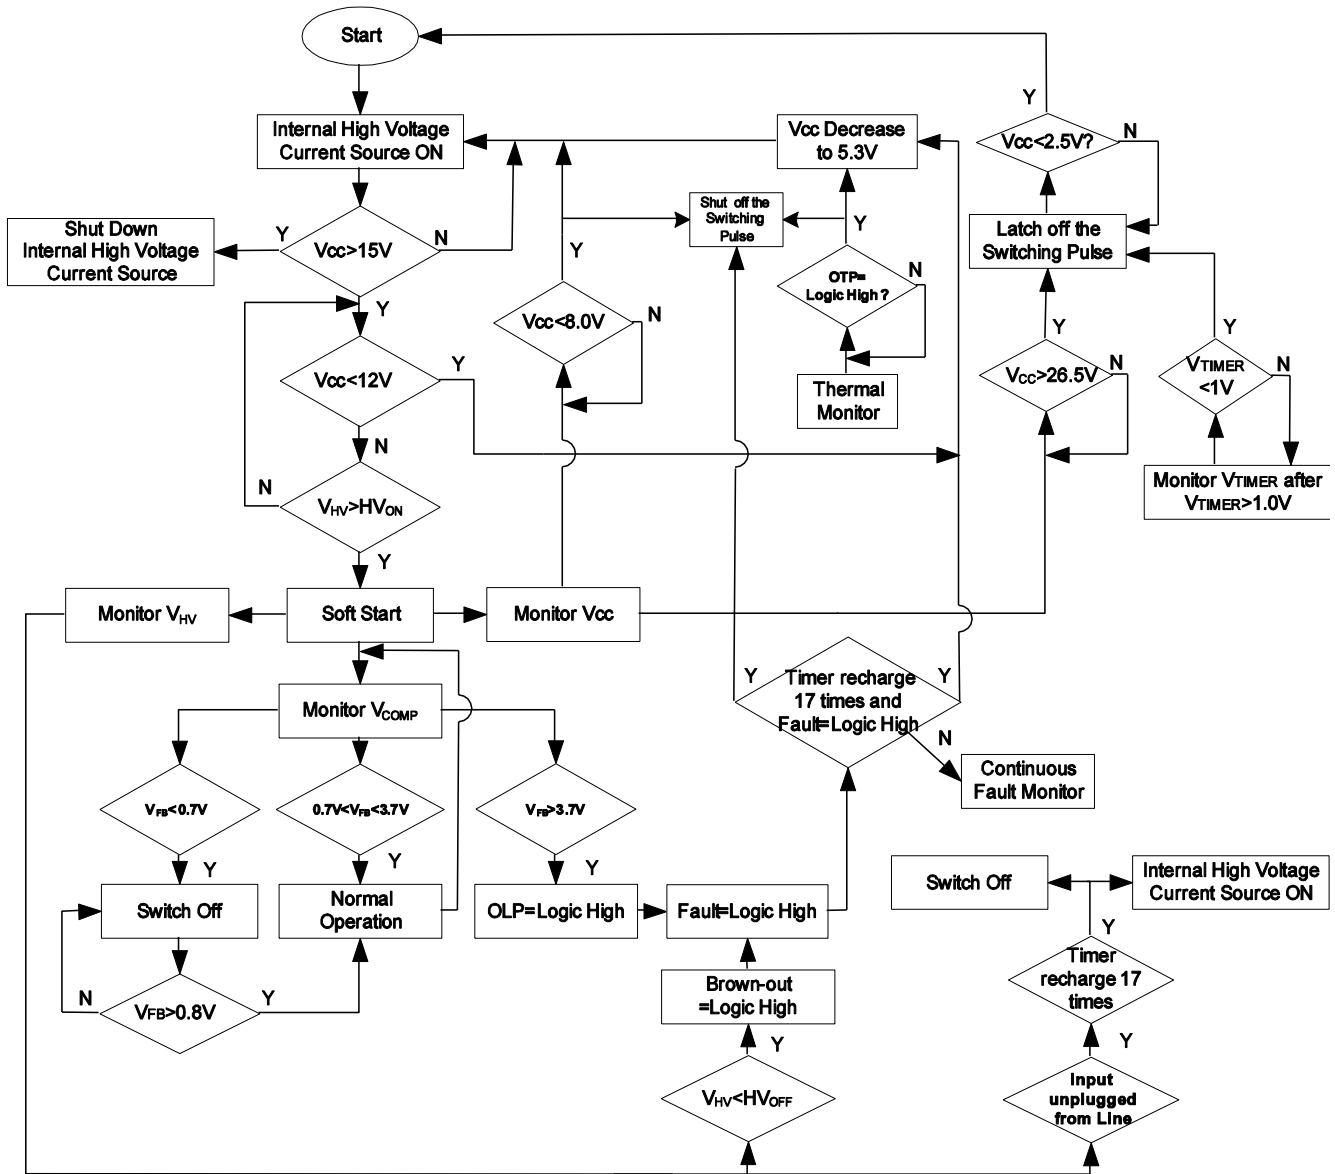 Start
Internal High Voltage
Current Source ON
Vcc Decrease
to 5.3V
Y
Vcc<2.5V?
N
Shut Down
Internal High Voltage
Current Source
Y
Vcc>15V
N
Y
Shut off the
Switching
Pulse
Y
Latch off the
Switching Pulse
Y
Vcc<8.0V
N
OTP=
Logic High ?
N
Y
Vcc<12V
Y
N
Thermal
Monitor
Y
VCC>26.5V
N
Y
VTIMER
<1V
N
Monitor VTIMER after
VTIMER>1.0V
N
VHV>HVON
Y
Monitor VHV
Soft Start
Monitor Vcc
Monitor VCOMP
Y
Timer recharge
17 times and
Fault=Logic High
Y
N
Continuous
Fault Monitor
VFB<0.7V
Y
0.7V<VFB<3.7V
Y
VFB>3.7V
Y
Switch Off
Normal
Operation
OLP=Logic High
Fault=Logic High
Switch Off
Internal High Voltage
Current Source ON
N
VFB>0.8V
Y
Brown-out
=Logic High
Y
VHV<HVOFF
Y
Timer
recharge 17
times
Y
Input
unplugged
from Line